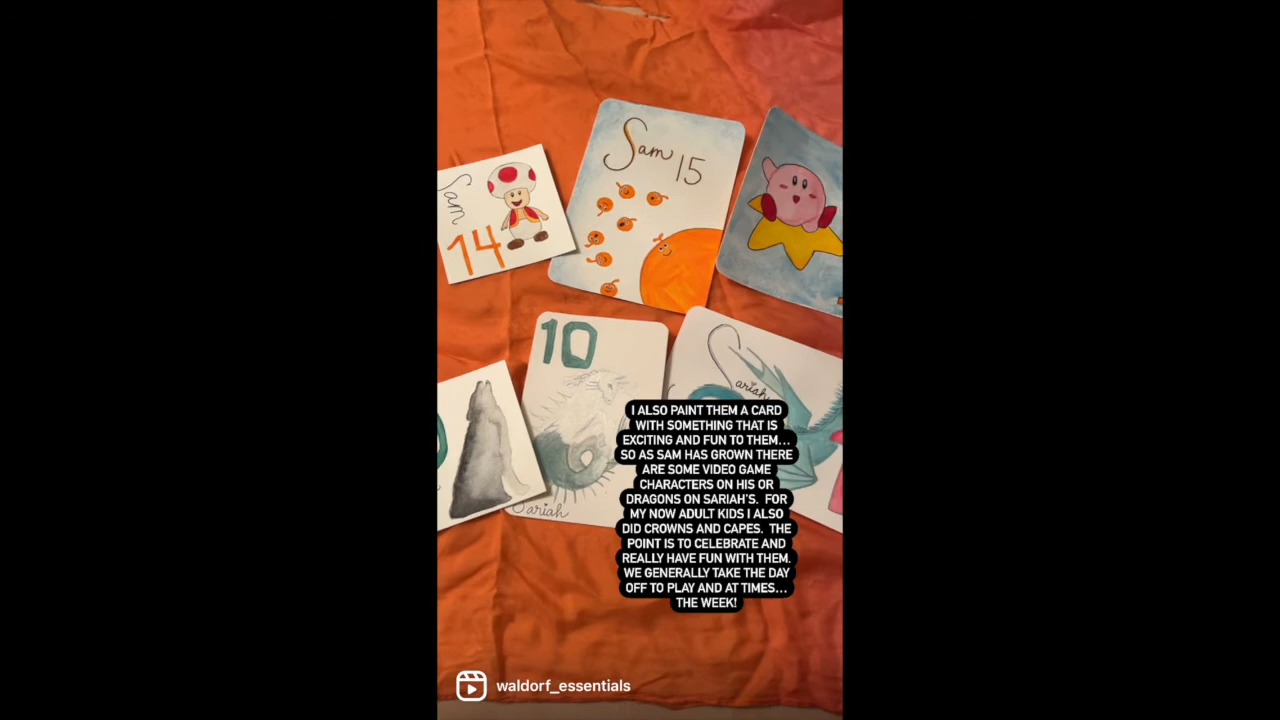 Sam 15
Sam
14
10
Sariah
Sariah
I ALSO PAINT THEM A CARD
WITH SOMETHING THAT IS
EXCITING AND FUN TO THEM...
SO AS SAM HAS GROWN THERE
ARE SOME VIDEO GAME
CHARACTERS ON HIS OR
DRAGONS ON SARIAH'S. FOR
MY NOW ADULT KIDS I ALSO
DID CROWNS AND CAPES. THE
POINT IS TO CELEBRATE AND
REALLY HAVE FUN WITH THEM.
WE GENERALLY TAKE THE DAY
OFF TO PLAY AND AT TIMES...
THE WEEK!
waldorf_essentials